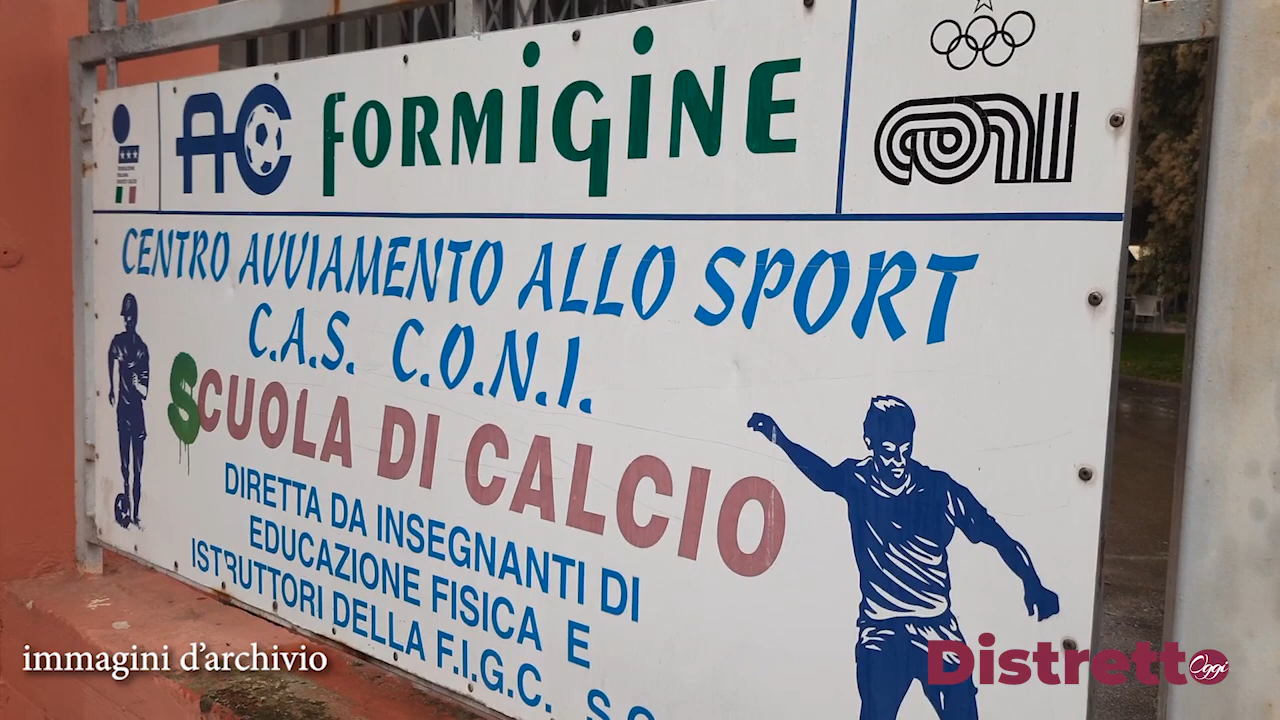 AC FORMIGINE
CONI
CENTRO AVVIAMENTO ALLO SPORT
C.A.S. C.O.N.I.
SCUOLA DI CALCIO
DIRETTA DA INSEGNANTI DI
EDUCAZIONE FISICA E
ISTRUTTORI DELLA F.I.G.C.
immagini d'archivio
Distretto Oggi